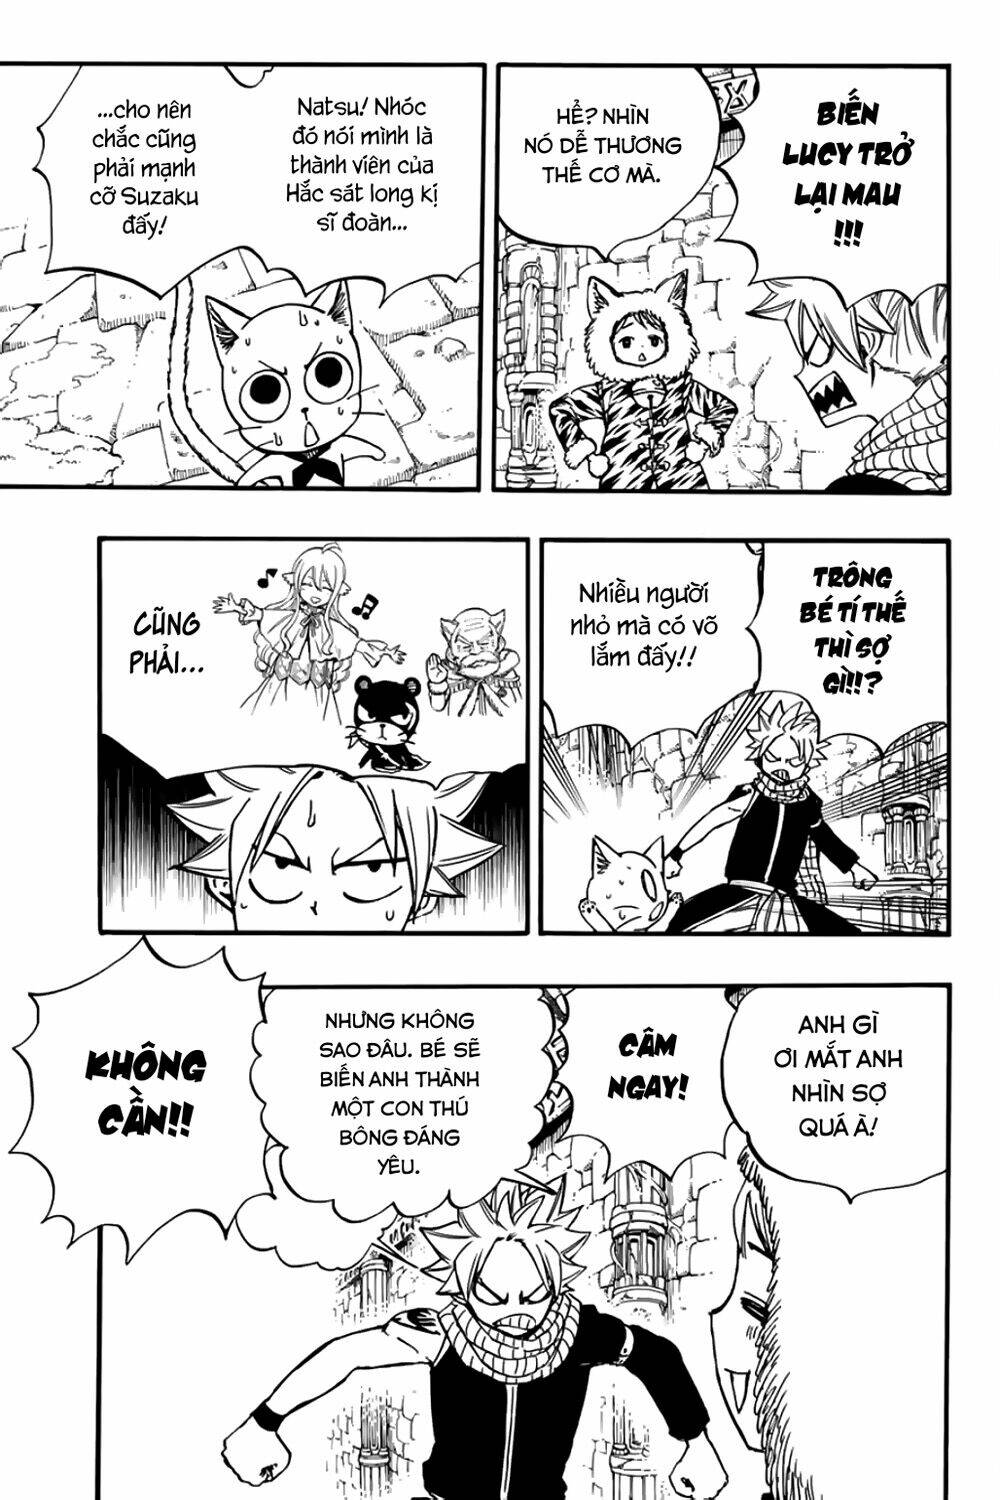 BIẾN
LUCY TRỞ
LẠI MAU
!!!
HỂ? NHÌN
NÓ DỄ THƯƠNG
THẾ CƠ MÀ.
Natsu! Nhóc
đó nói mình là
thành viên của
Hắc sát long kị
sĩ đoàn...
...cho nên
chắc cũng
phải mạnh
cỡ Suzaku
đấy!
TRÔNG
BÉ TÍ THẾ
THÌ SỢ
GÌ!!?
Nhiều người
nhỏ mà có võ
lắm đấy!!
CŨNG
PHẢI...
ANH GÌ
ƠI MẮT ANH
NHÌN SỢ
QUÁ À!
CÂM
NGAY!
NHƯNG KHÔNG
SAO ĐÂU. BÉ SẼ
BIẾN ANH THÀNH
MỘT CON THÚ
BÔNG ĐÁNG
YÊU.
KHÔNG
CẦN!!